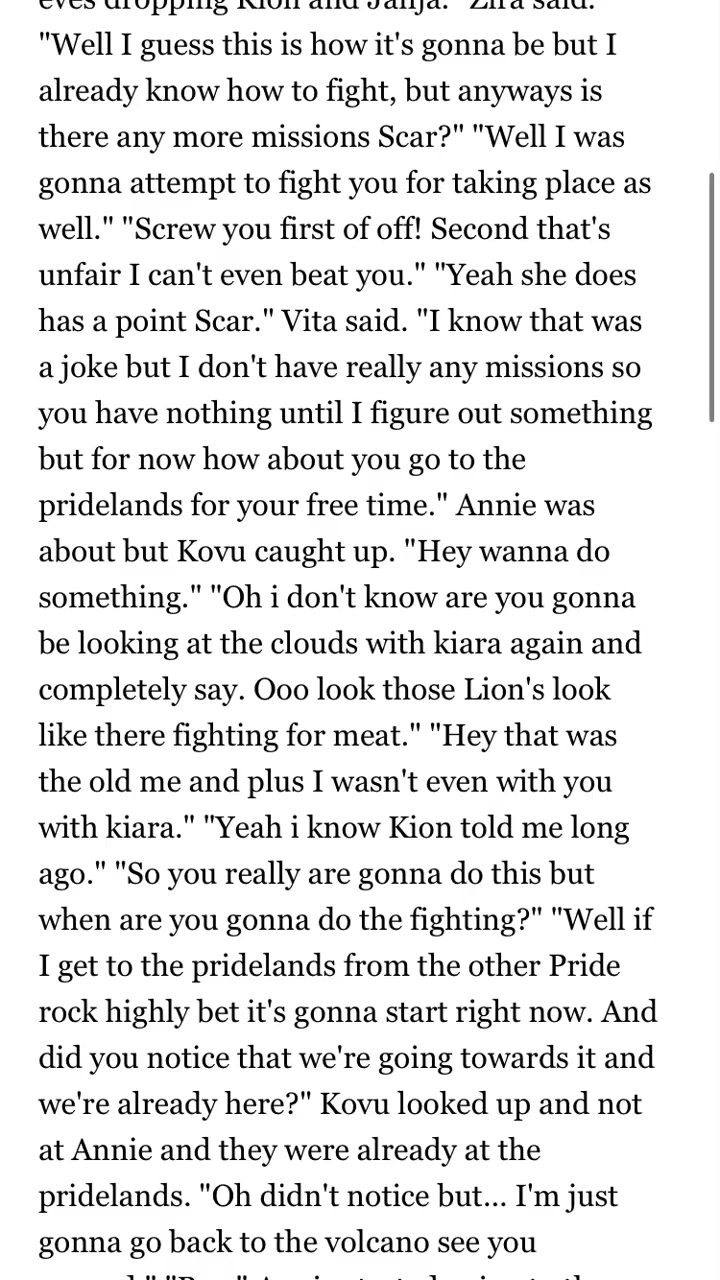 eves dropping Kion and Janja." Zira said.
"Well I guess this is how it's gonna be but I
already know how to fight, but anyways is
there any more missions Scar?" "Well I was
gonna attempt to fight you for taking place as
well." "Screw you first of off! Second that's
unfair I can't even beat you." "Yeah she does
has a point Scar." Vita said. "I know that was
a joke but I don't have really any missions so
you have nothing until I figure out something
but for now how about you go to the
pridelands for your free time." Annie was
about but Kovu caught up. "Hey wanna do
something." "Oh i don't know are you gonna
be looking at the clouds with kiara again and
completely say. Ooo look those Lion's look
like there fighting for meat." "Hey that was
the old me and plus I wasn't even with you
with kiara." "Yeah i know Kion told me long
ago." "So you really are gonna do this but
when are you gonna do the fighting?" "Well if
I get to the pridelands from the other Pride
rock highly bet it's gonna start right now. And
did you notice that we're going towards it and
we're already here?" Kovu looked up and not
at Annie and they were already at the
pridelands. "Oh didn't notice but... I'm just
gonna go back to the volcano see you